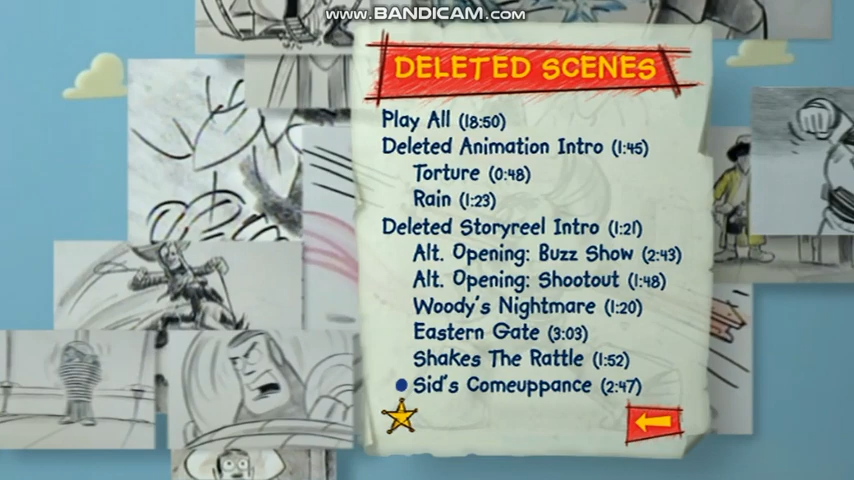 www.BANDICAM.com
DELETED SCENES
Play All (18:50)
Deleted Animation Intro (1:45)
Torture (0:48)
Rain (1:23)
Deleted Storyreel Intro (1:21)
Alt. Opening: Buzz Show (2:43)
Alt. Opening: Shootout (1:48)
Woody's Nightmare (1:20)
Eastern Gate (3:03)
Shakes The Rattle (1:52)
Sid's Comeuppance (2:47)